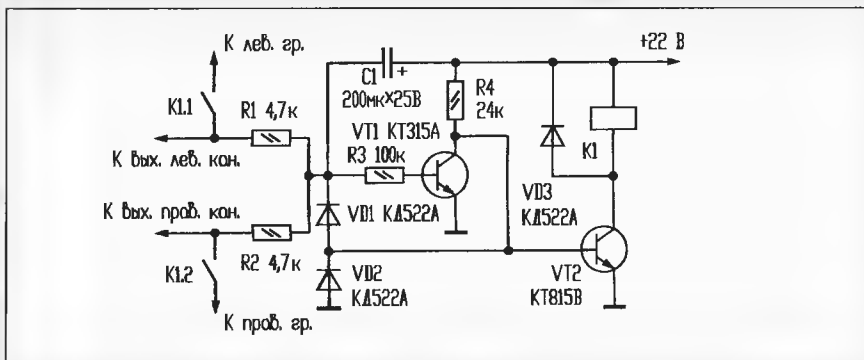 К лев. гр.
К1.1
R1 4,7к
К вых. лев. кан.
К вых. прав. кан.
R2 4,7к
К1.2
К прав. гр.
C1
+
200мк×25В
R4
24к
+22 В
VT1 КТ315А
R3 100к
VD1 КД522А
VD2
КД522А
К1
VD3
КД522А
VT2
КТ815В